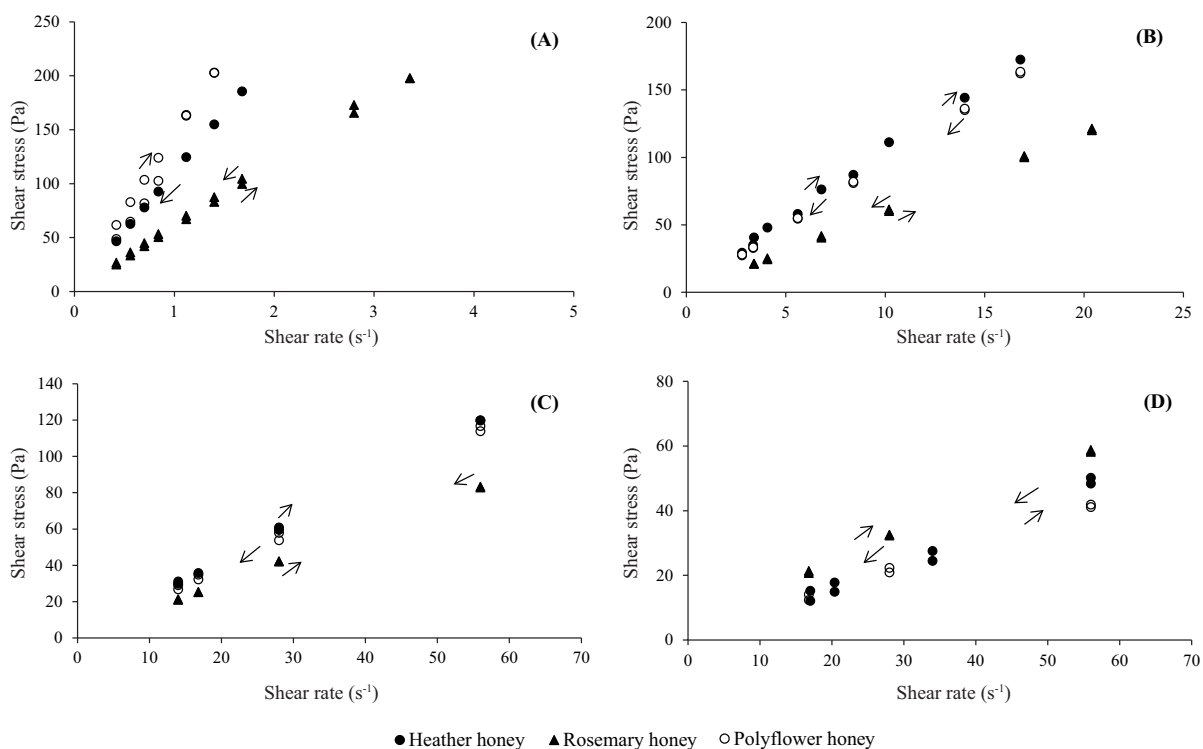 (A)
250
200
150
100
50
0
Shear stress (Pa)
0 1 2 3 4 5
Shear rate (s⁻¹)
(B)
200
150
100
50
0
Shear stress (Pa)
0 5 10 15 20 25
Shear rate (s⁻¹)
(C)
140
120
100
80
60
40
20
0
Shear stress (Pa)
0 10 20 30 40 50 60 70
Shear rate (s⁻¹)
(D)
80
60
40
20
0
Shear stress (Pa)
0 10 20 30 40 50 60 70
Shear rate (s⁻¹)
Heather honey Rosemary honey Polyflower honey